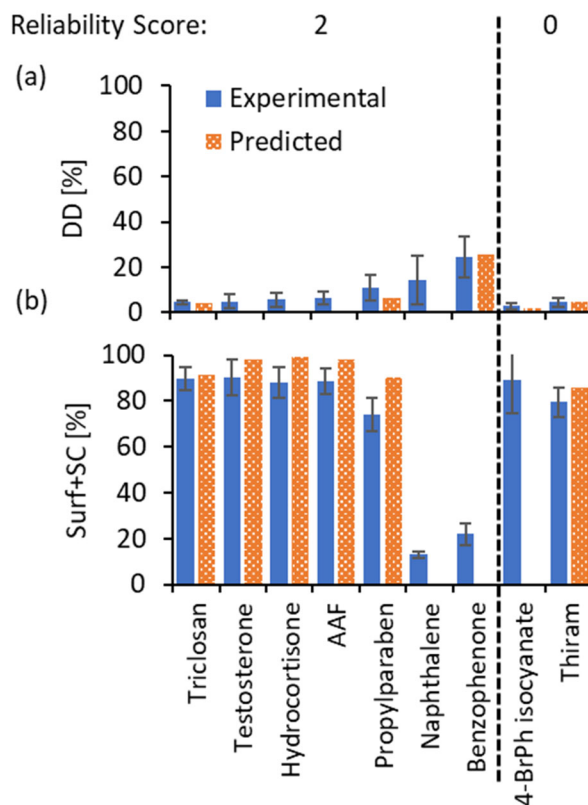 Reliability Score: 2 0
(a)
100
80
60
40
20
0
DD [%]
Experimental
Predicted
(b)
100
80
60
40
20
0
Surf+SC [%]
Triclosan
Testosterone
Hydrocortisone
AAF
Propylparaben
Naphthalene
Benzophenone
4-BrPh isocyanate
Thiram